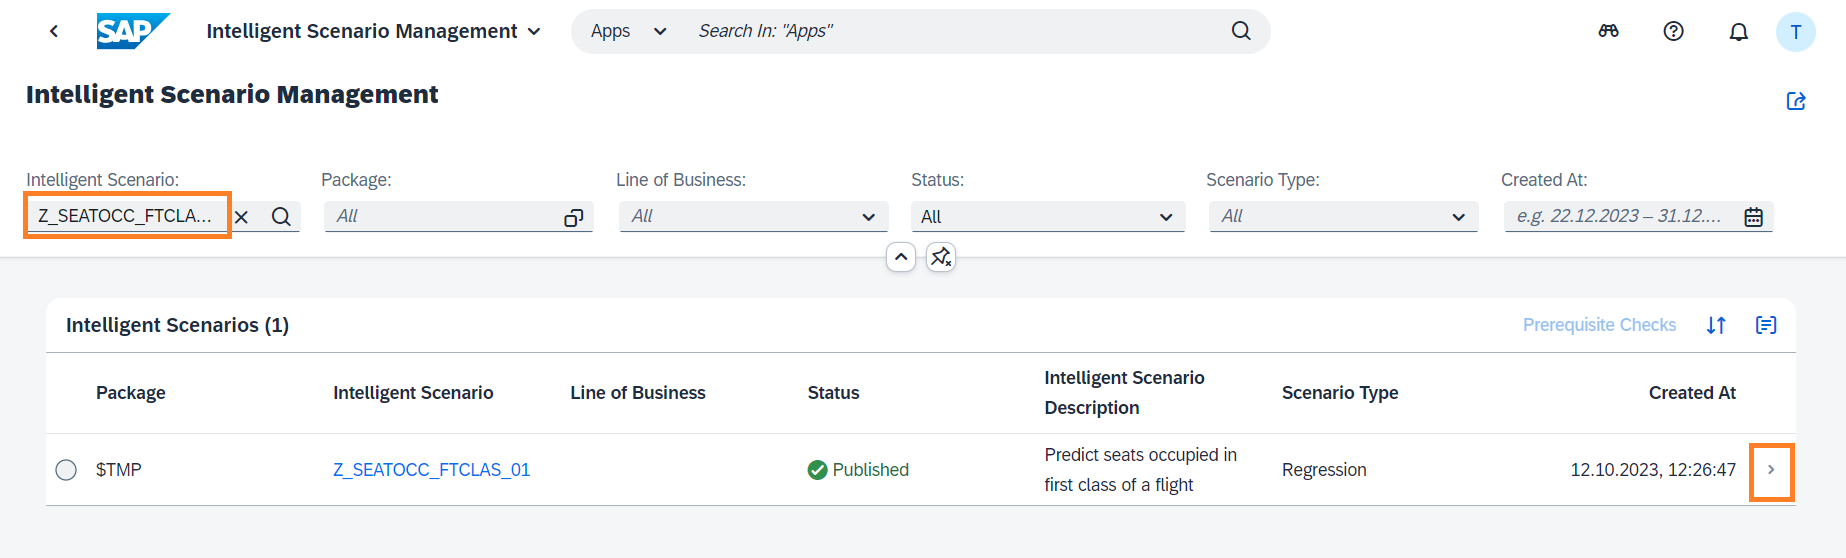 SAP
Intelligent Scenario Management
Apps
Search In: "Apps"
T
Intelligent Scenario Management
Intelligent Scenario:
Package:
Line of Business:
Status:
Scenario Type:
Created At:
Z_SEATOCC_FTCLA...
All
All
All
All
e.g. 22.12.2023 – 31.12....
Intelligent Scenarios (1)
Prerequisite Checks
Package
Intelligent Scenario
Line of Business
Status
Intelligent Scenario
Description
Scenario Type
Created At
$TMP
Z_SEATOCC_FTCLAS_01
Published
Predict seats occupied in
first class of a flight
Regression
12.10.2023, 12:26:47